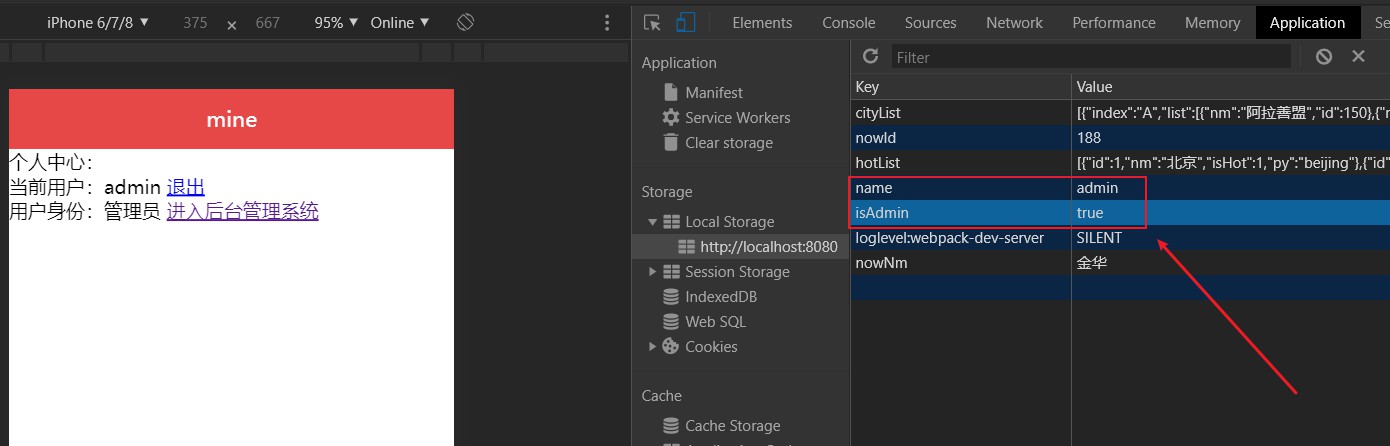 iPhone 6/7/8 ▼ 375 × 667 95% ▼ Online ▼
Elements Console Sources Network Performance Memory Application
mine
个人中心：
当前用户：admin 退出
用户身份：管理员 进入后台管理系统
Application
Manifest
Service Workers
Clear storage
Storage
Local Storage
http://localhost:8080
Session Storage
IndexedDB
Web SQL
Cookies
Cache
Cache Storage
Filter
Key Value
cityList [{"index":"A","list":[{"nm":"阿拉善盟","id":150},{"r
nowId 188
hotList [{"id":1,"nm":"北京","isHot":1,"py":"beijing"},{"id"
name admin
isAdmin true
loglevel:webpack-dev-server SILENT
nowNm 金华